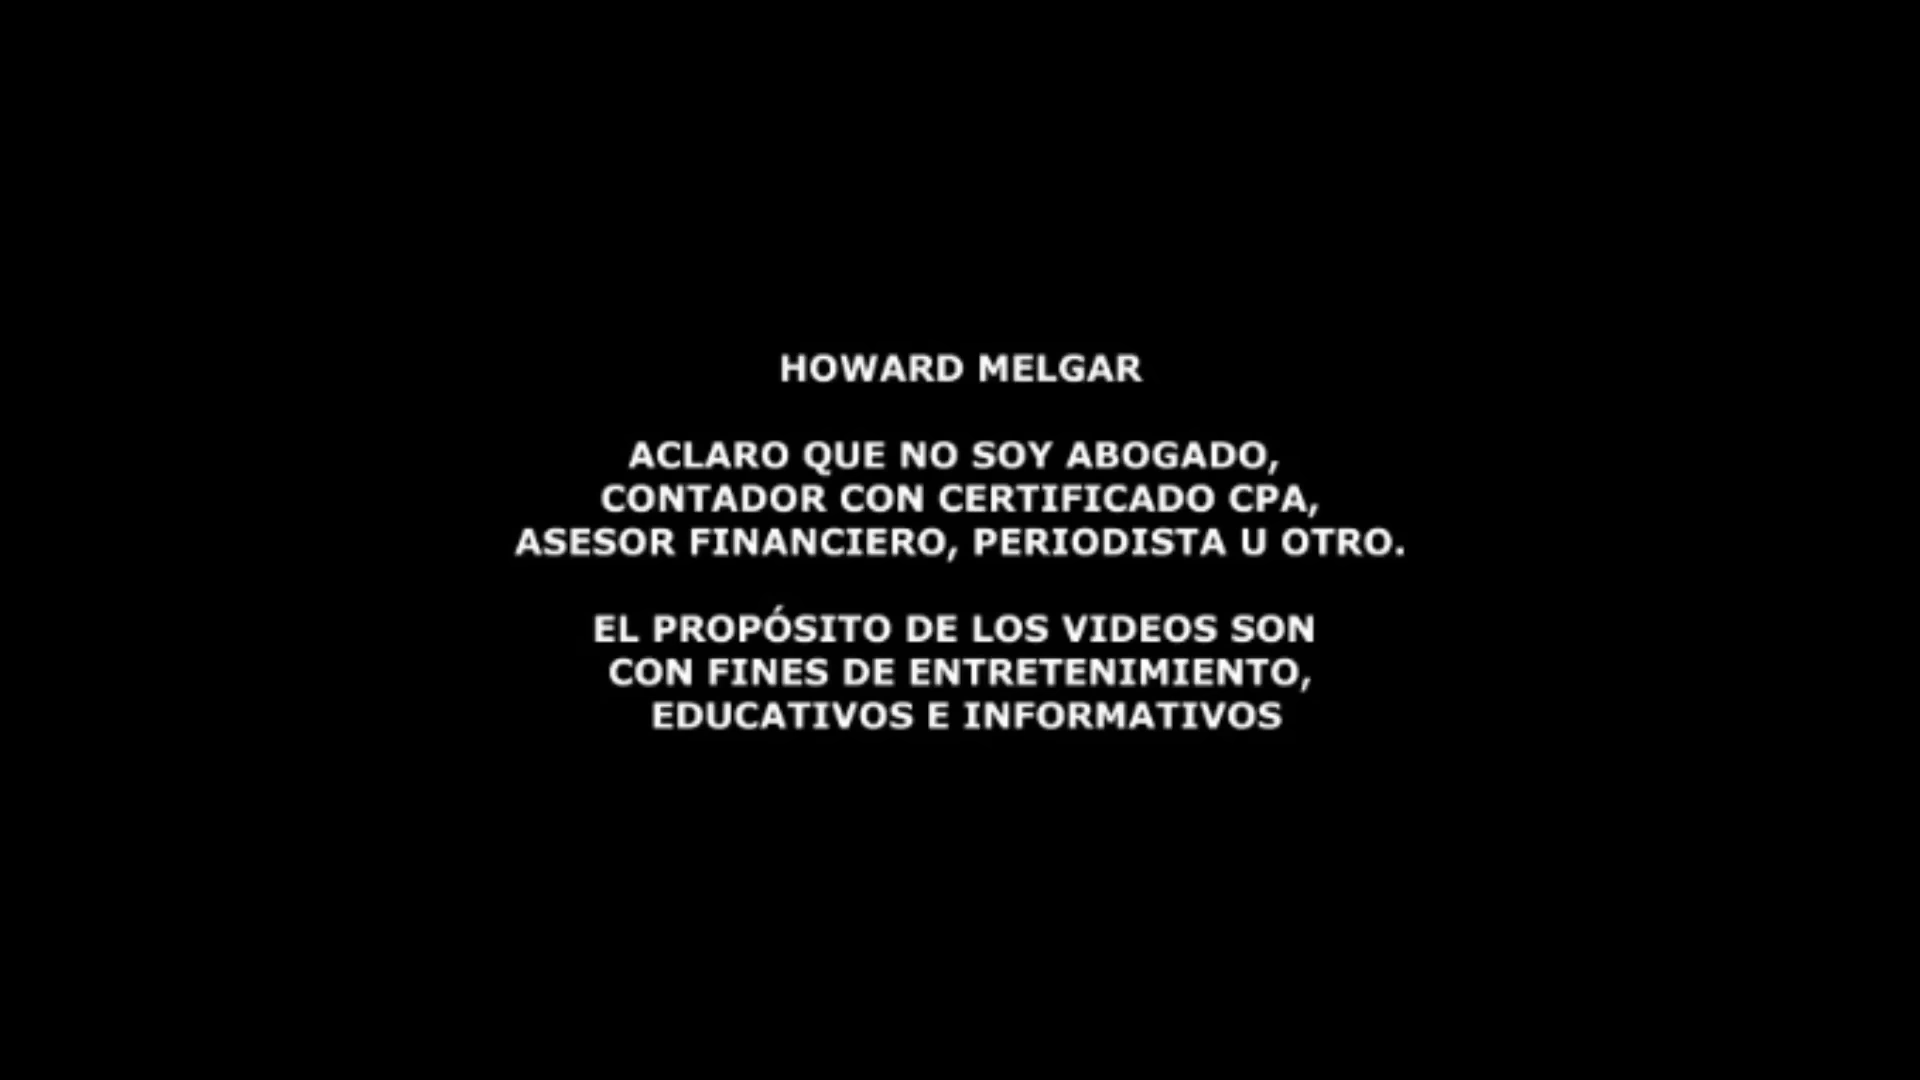 HOWARD MELGAR
ACLARO QUE NO SOY ABOGADO,
CONTADOR CON CERTIFICADO CPA,
ASESOR FINANCIERO, PERIODISTA U OTRO.
EL PROPÓSITO DE LOS VIDEOS SON
CON FINES DE ENTRETENIMIENTO,
EDUCATIVOS E INFORMATIVOS